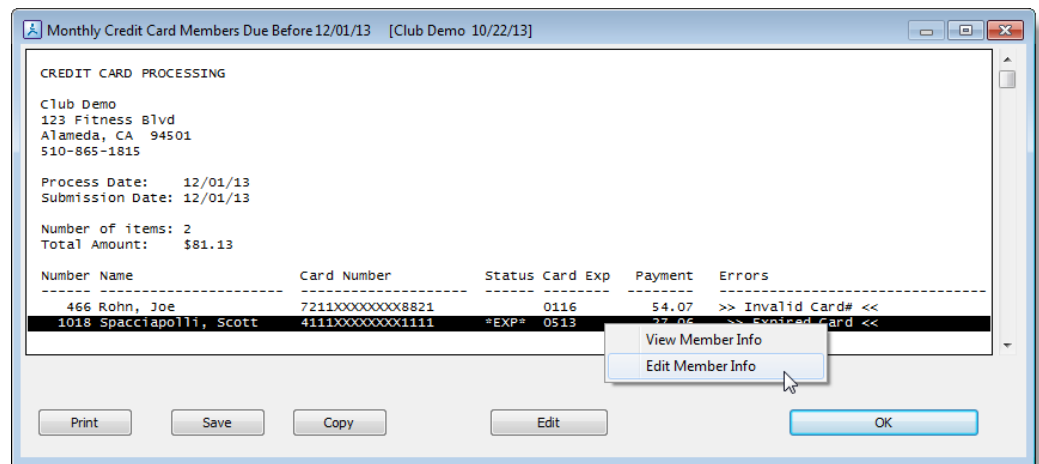 Monthly Credit Card Members Due Before 12/01/13 [Club Demo 10/22/13]
CREDIT CARD PROCESSING
Club Demo
123 Fitness Blvd
Alameda, CA 94501
510-865-1815
Process Date: 12/01/13
Submission Date: 12/01/13
Number of items: 2
Total Amount: $81.13
Number Name Card Number Status Card Exp Payment Errors
466 Rohn, Joe 7211XXXXXXXX8821 0116 54.07 >> Invalid Card# <<
1018 Spacciapolli, Scott 4111XXXXXXXX1111 *EXP* 0513 27.06 >> Expired Card <<
View Member Info
Edit Member Info
Print Save Copy Edit OK